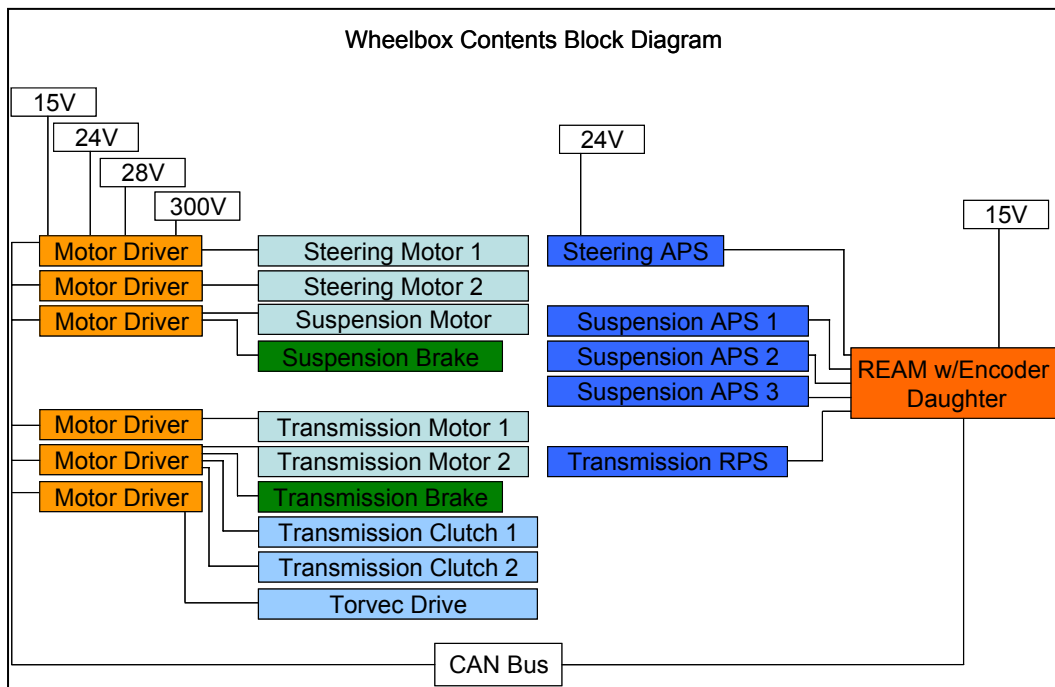 Wheelbox Contents Block Diagram
15V
24V
28V
300V
24V
15V
Motor Driver
Steering Motor 1
Steering APS
Motor Driver
Steering Motor 2
Motor Driver
Suspension Motor
Suspension APS 1
Suspension Brake
Suspension APS 2
Suspension APS 3
REAM w/Encoder
Daughter
Motor Driver
Transmission Motor 1
Motor Driver
Transmission Motor 2
Transmission RPS
Motor Driver
Transmission Brake
Transmission Clutch 1
Transmission Clutch 2
Torvec Drive
CAN Bus